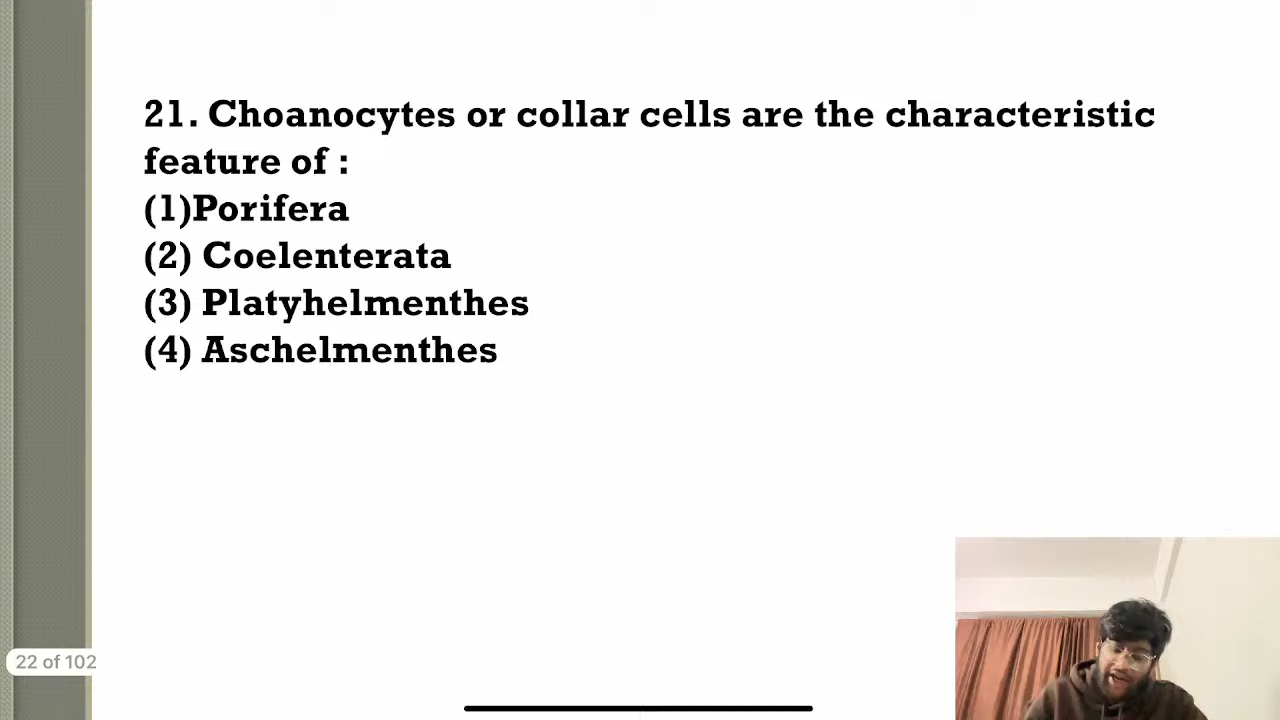 21. Choanocytes or collar cells are the characteristic
feature of :
(1)Porifera
(2) Coelenterata
(3) Platyhelmenthes
(4) Aschelmenthes
22 of 102